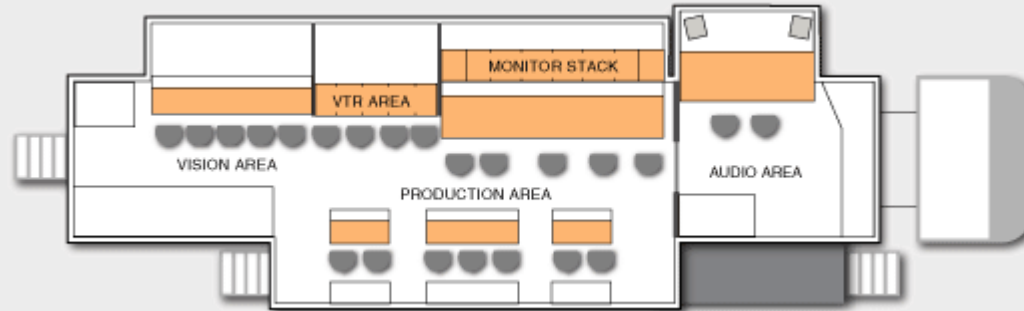 MONITOR STACK
VTR AREA
VISION AREA
AUDIO AREA
PRODUCTION AREA